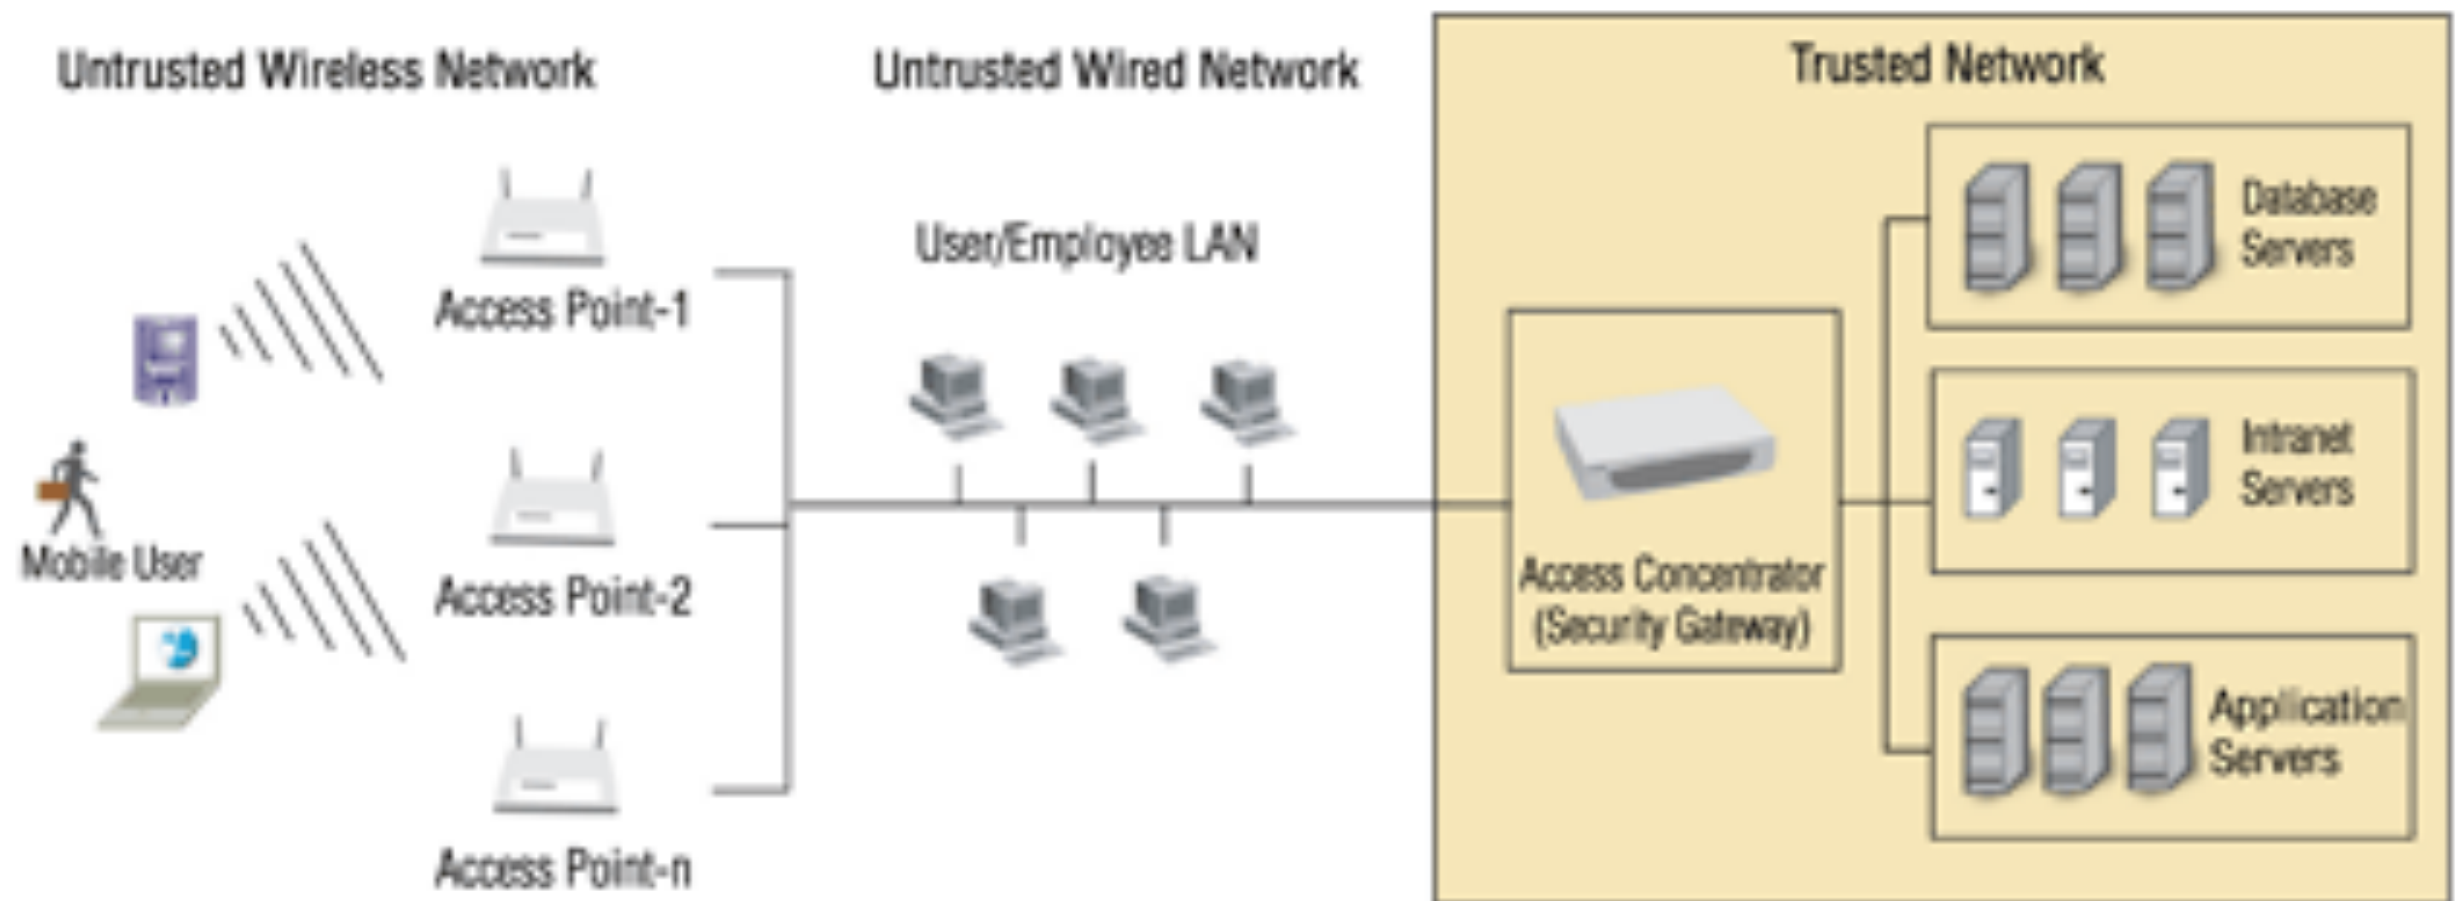 Untrusted Wireless Network
Untrusted Wired Network
Trusted Network
Access Point-1
Mobile User
Access Point-2
Access Point-n
User/Employee LAN
Access Concentrator
(Security Gateway)
Database
Servers
Intranet
Servers
Application
Servers